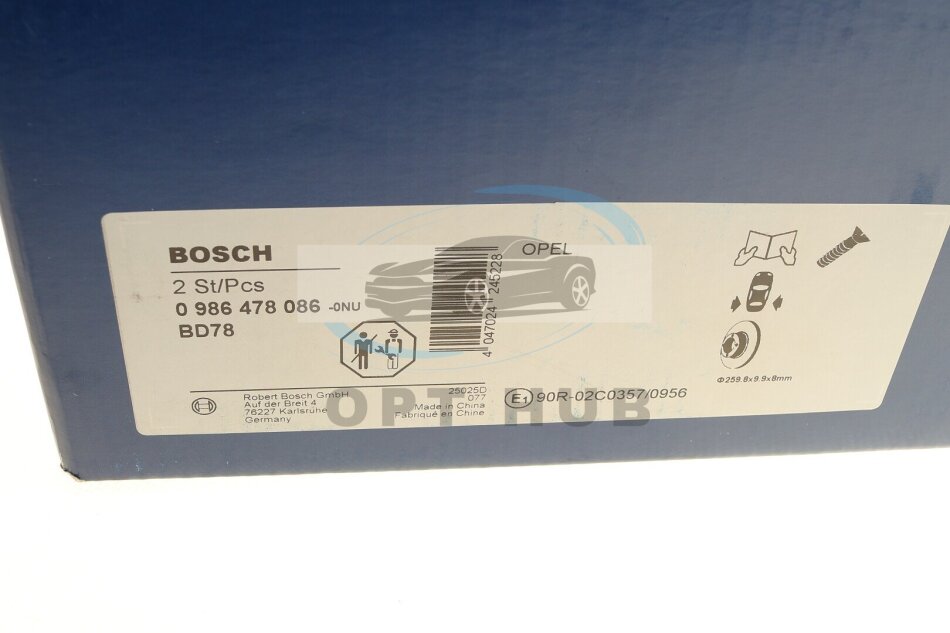 BOSCH
2 St/Pcs
0 986 478 086 -0NU
BD78
4 047024 245228
OPEL
Φ259.8x9.9x8mm
Robert Bosch GmbH
Auf der Breit 4
76227 Karlsruhe
Germany
25025D
077
Made in China
Fabriqué en Chine
E1 90R-02C0357/0956
OPT HUB